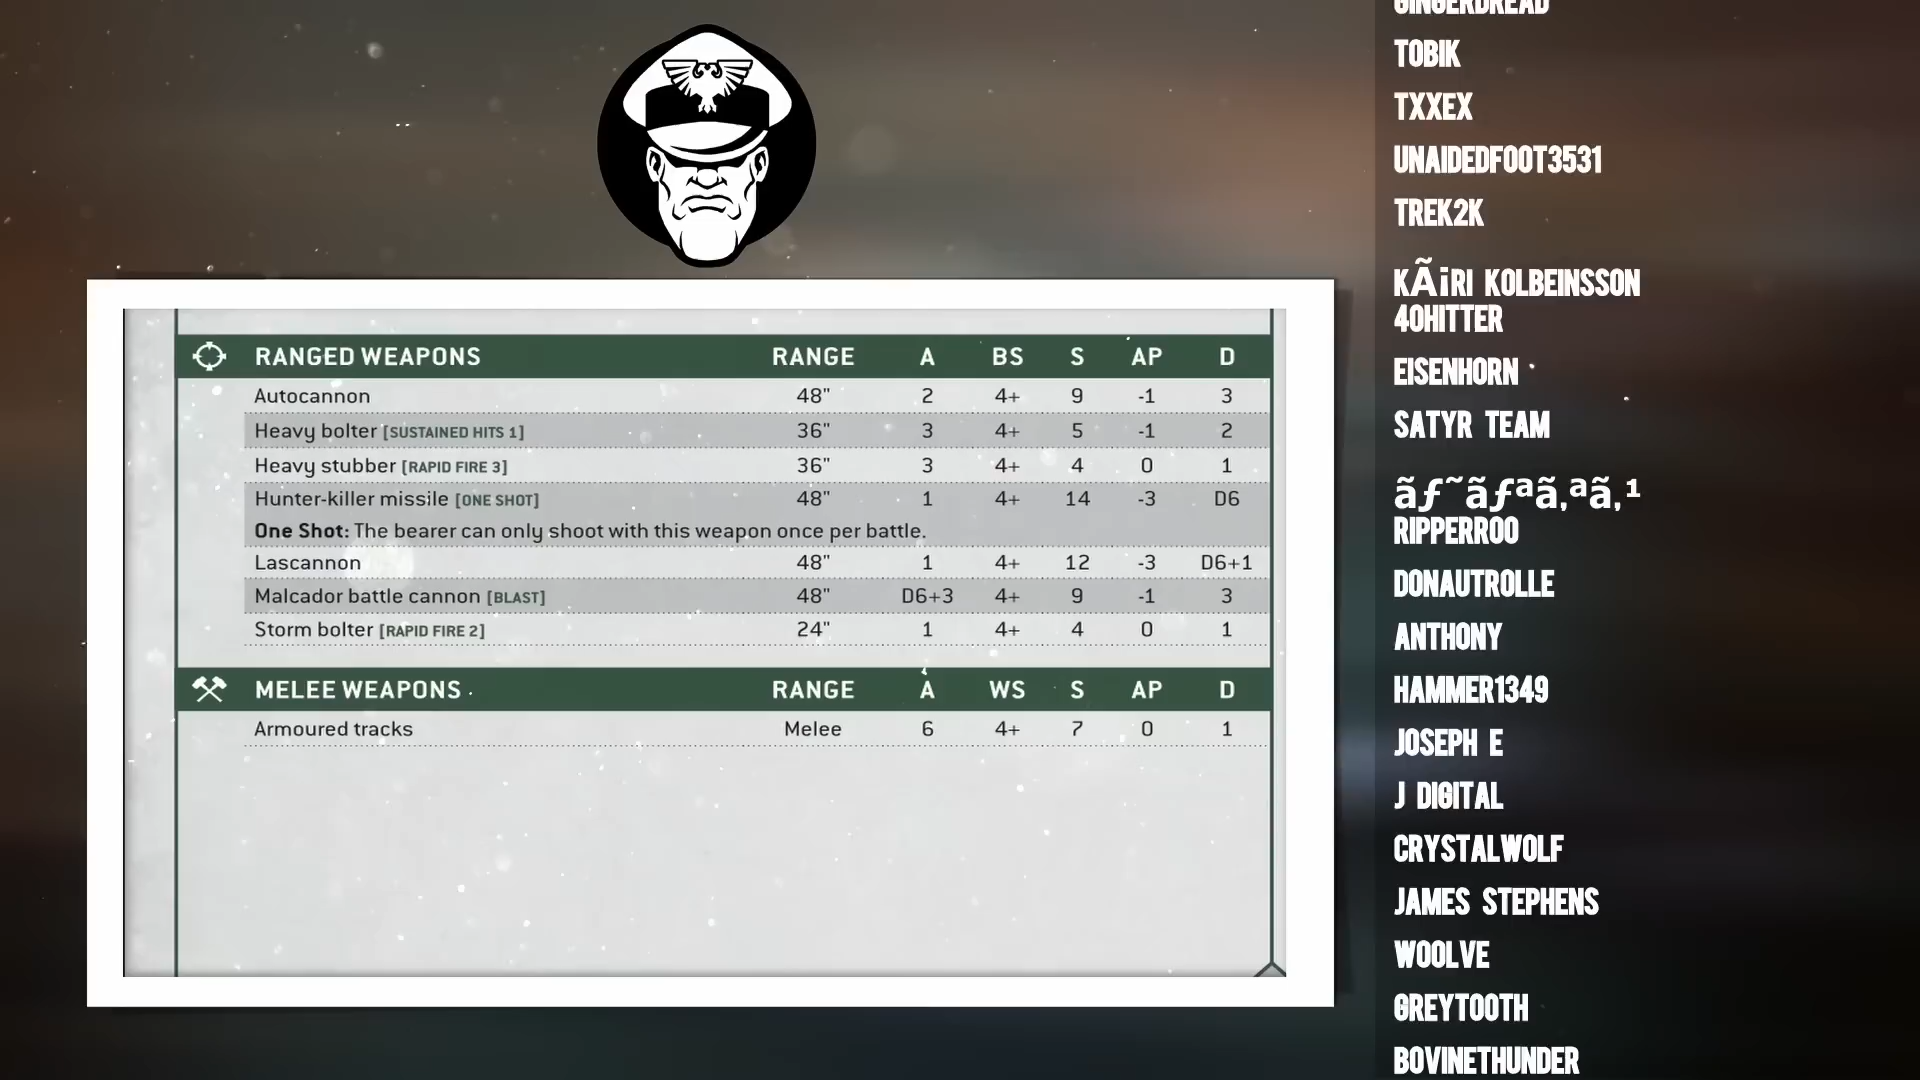 RANGED WEAPONS RANGE A BS S AP D
Autocannon 48" 2 4+ 9 -1 3
Heavy bolter [SUSTAINED HITS 1] 36" 3 4+ 5 -1 2
Heavy stubber [RAPID FIRE 3] 36" 3 4+ 4 0 1
Hunter-killer missile [ONE SHOT] 48" 1 4+ 14 -3 D6
One Shot: The bearer can only shoot with this weapon once per battle.
Lascannon 48" 1 4+ 12 -3 D6+1
Malcador battle cannon [BLAST] 48" D6+3 4+ 9 -1 3
Storm bolter [RAPID FIRE 2] 24" 1 4+ 4 0 1
MELEE WEAPONS RANGE A WS S AP D
Armoured tracks Melee 6 4+ 7 0 1
GINGERDREAD
TOBIK
TXXEX
UNAIDEDFOOT3531
TREK2K
KÃ¡RI KOLBEINSSON
40HITTER
EISENHORN
SATYR TEAM
ãƒ˜ãƒªã‚ªã‚¹
RIPPERROO
DONAUTROLLE
ANTHONY
HAMMER1349
JOSEPH E
J DIGITAL
CRYSTALWOLF
JAMES STEPHENS
WOOLVE
GREYTOOTH
BOVINETHUNDER